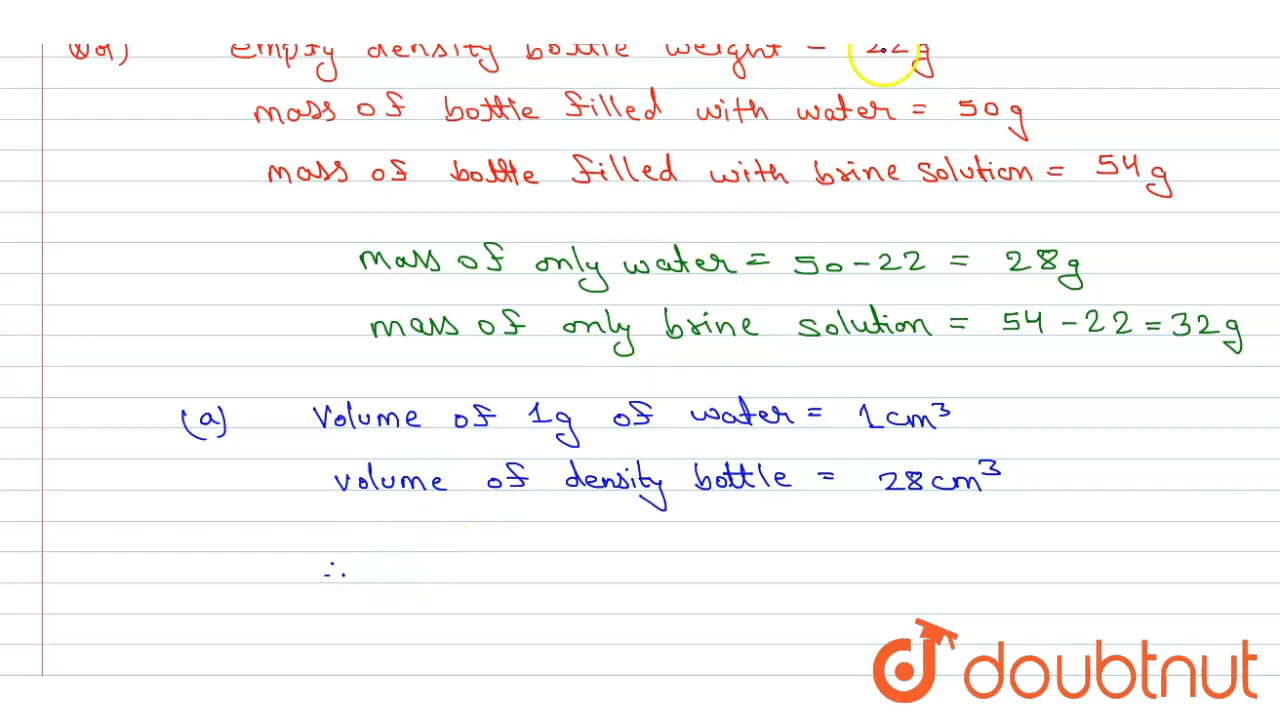 empty density bottle weight = 22g
mass of bottle filled with water = 50g
mass of bottle filled with brine solution = 54g
mass of only water = 50-22 = 28g
mass of only brine solution = 54-22=32g
(a) Volume of 1g of water = 1cm³
volume of density bottle = 28cm³
∴
doubtnut